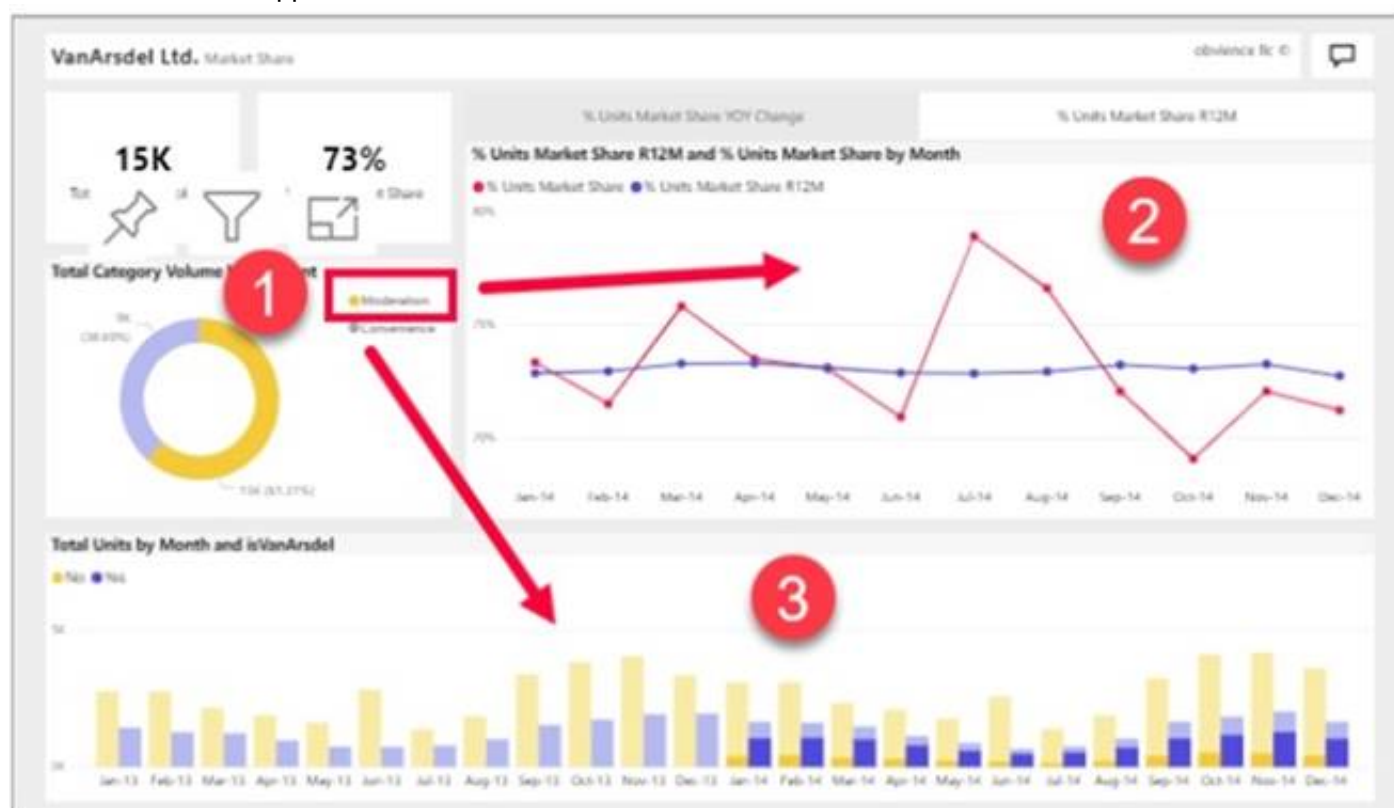 VanArsdel Ltd. Market Share
obvience llc ©
15K
73%
Share
% Units Market Share YOY Change
% Units Market Share R12M
% Units Market Share R12M and % Units Market Share by Month
% Units Market Share % Units Market Share R12M
80%
75%
70%
Jan-14 Feb-14 Mar-14 Apr-14 May-14 Jun-14 Jul-14 Aug-14 Sep-14 Oct-14 Nov-14 Dec-14
2
Total Category Volume
1
Moderation
Convenience
Total Units by Month and isVanArsdel
No Yes
3
5K
0K
Jan-13 Feb-13 Mar-13 Apr-13 May-13 Jun-13 Jul-13 Aug-13 Sep-13 Oct-13 Nov-13 Dec-13 Jan-14 Feb-14 Mar-14 Apr-14 May-14 Jun-14 Jul-14 Aug-14 Sep-14 Oct-14 Nov-14 Dec-14